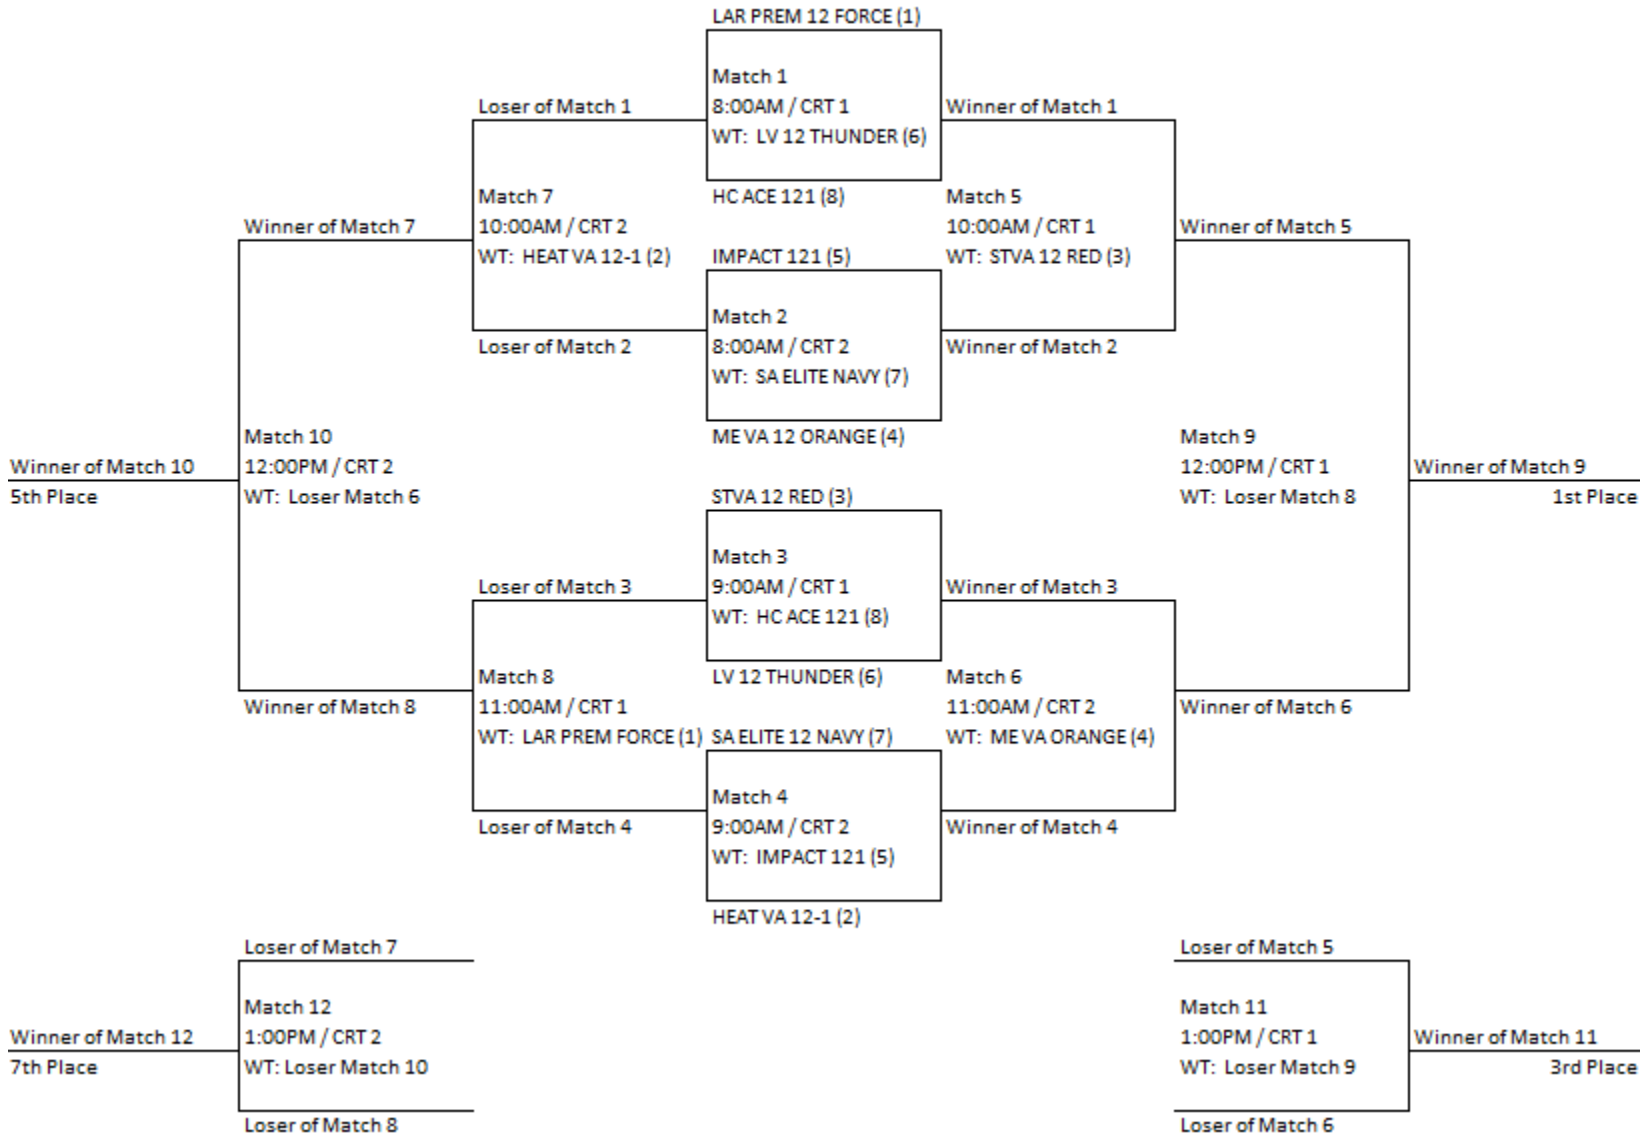 LAR PREM 12 FORCE (1)
Match 1
Loser of Match 1
8:00AM / CRT 1
Winner of Match 1
WT:  LV 12 THUNDER (6)
Match 7
HC ACE 121 (8)
Match 5
Winner of Match 7
10:00AM / CRT 2
10:00AM / CRT 1
Winner of Match 5
WT:  HEAT VA 12-1 (2)
IMPACT 121 (5)
WT:  STVA 12 RED (3)
Match 2
Loser of Match 2
8:00AM / CRT 2
Winner of Match 2
WT:  SA ELITE NAVY (7)
Match 10
ME VA 12 ORANGE (4)
Match 9
Winner of Match 10
12:00PM / CRT 2
12:00PM / CRT 1
Winner of Match 9
5th Place
WT:  Loser Match 6
STVA 12 RED (3)
WT:  Loser Match 8
1st Place
Match 3
Loser of Match 3
9:00AM / CRT 1
Winner of Match 3
WT:  HC ACE 121 (8)
Match 8
LV 12 THUNDER (6)
Match 6
Winner of Match 8
11:00AM / CRT 1
11:00AM / CRT 2
Winner of Match 6
WT:  LAR PREM FORCE (1)
SA ELITE 12 NAVY (7)
WT:  ME VA ORANGE (4)
Match 4
Loser of Match 4
9:00AM / CRT 2
Winner of Match 4
WT:  IMPACT 121 (5)
HEAT VA 12-1 (2)
Loser of Match 7
Loser of Match 5
Match 12
Match 11
Winner of Match 12
1:00PM / CRT 2
1:00PM / CRT 1
Winner of Match 11
7th Place
WT: Loser Match 10
WT:  Loser Match 9
3rd Place
Loser of Match 8
Loser of Match 6